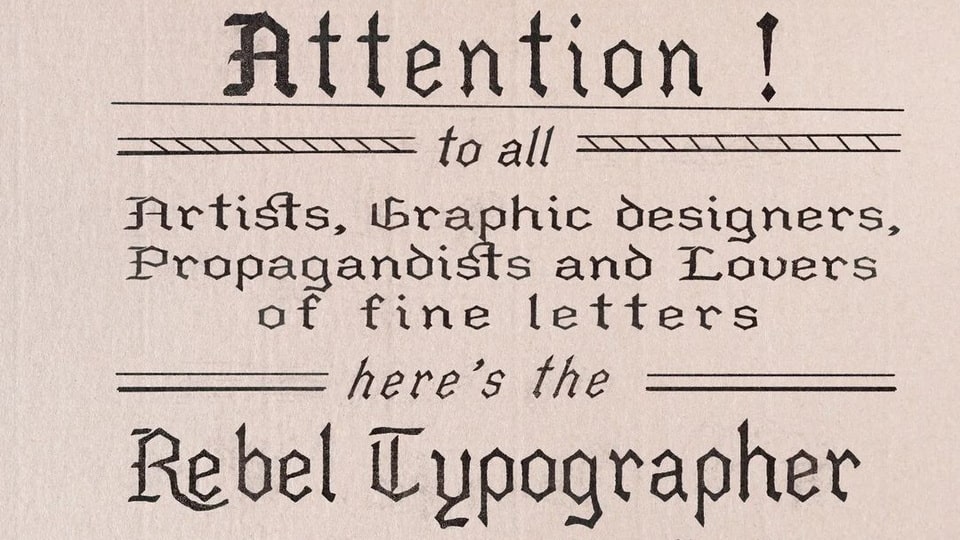 Attention !
to all
Artists, Graphic designers,
Propagandists and Lovers
of fine letters
here's the
Rebel Typographer